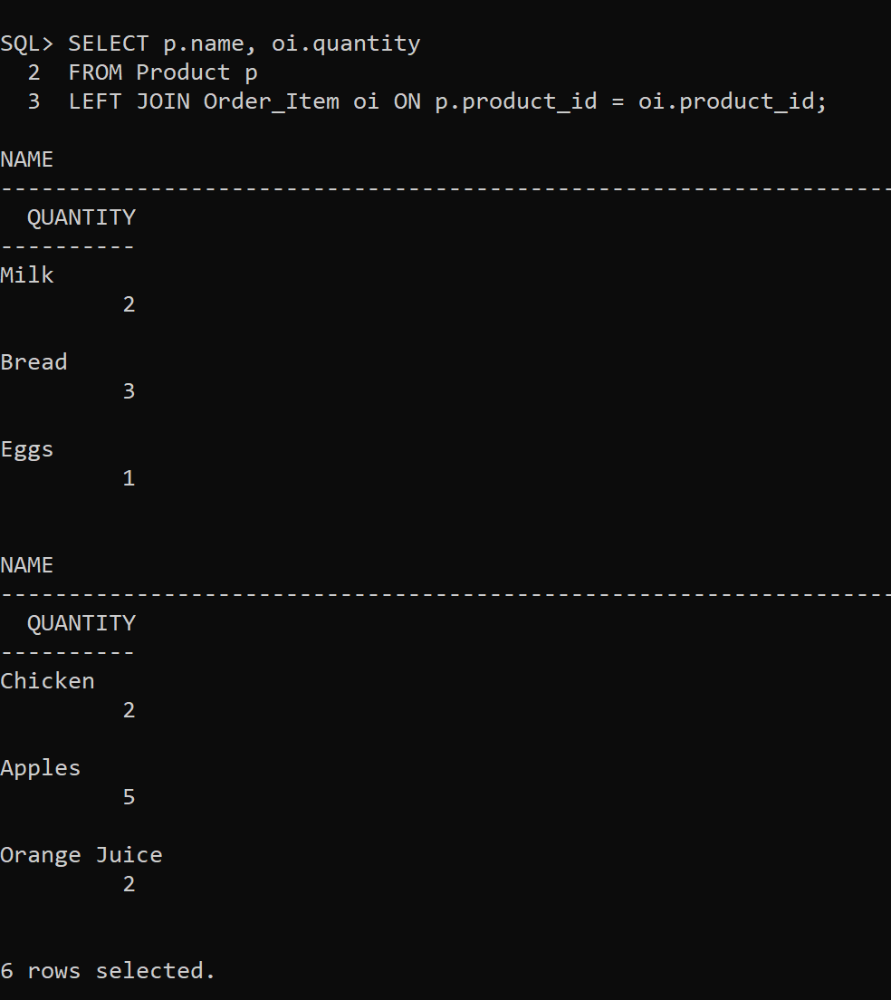 SQL> SELECT p.name, oi.quantity
  2  FROM Product p
  3  LEFT JOIN Order_Item oi ON p.product_id = oi.product_id;

NAME
------------------------------------------------------------------
  QUANTITY
----------
Milk
         2

Bread
         3

Eggs
         1


NAME
------------------------------------------------------------------
  QUANTITY
----------
Chicken
         2

Apples
         5

Orange Juice
         2


6 rows selected.